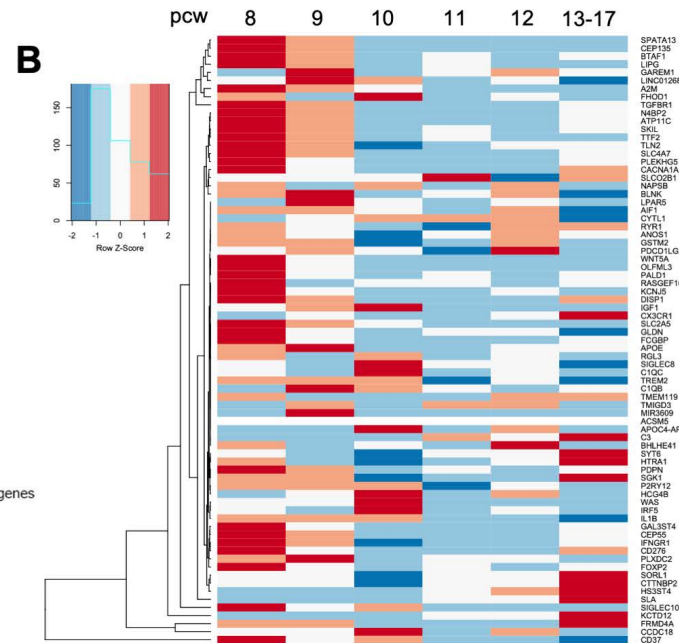 pcw 8 9 10 11 12 13-17
B
150
100
50
0
-2 -1 0 1 2
Row Z-Score
genes
SPATA13
CEP135
BTAF1
LIPG
GAREM1
LINC01268
A2M
FHOD1
TGFBR1
N4BP2
ATP11C
SKIL
TTF2
TLN2
SLC4A7
PLEKHG5
CACNA1A
SLCO2B1
NAPSB
BLNK
LPAR5
AIF1
CYTL1
RYR1
ANOS1
GSTM2
PDCD1LG
WNT5A
OLFML3
PALD1
RASGEF1
KCNJ5
DISP1
IGF1
CX3CR1
SLC2A5
GLDN
FCGBP
APOE
RGL3
SIGLEC8
C1QC
TREM2
C1QB
TMEM119
TMIGD3
MIR3609
ACSM5
APOC4-AP
C3
BHLHE41
SYT6
HTRA1
PDPN
SGK1
P2RY12
HCG4B
WAS
IRF5
IL1B
GAL3ST4
CEP55
IFNGR1
CD276
PLXDC2
FOXP2
SORL1
CTTNBP2
HS3ST4
SLA
SIGLEC10
KCTD12
FRMD4A
CCDC18
CD37